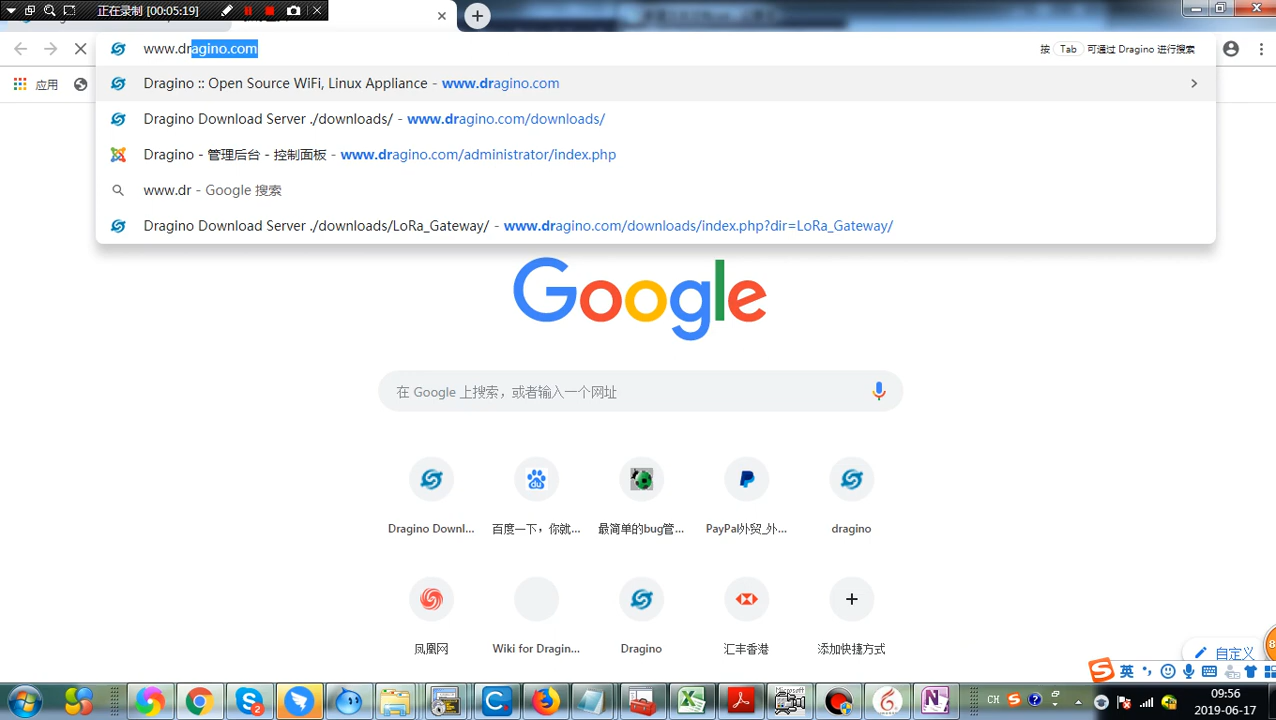 正在录制 [00:05:19]
www.dragino.com
按 Tab 可通过 Dragino 进行搜索
应用
Dragino :: Open Source WiFi, Linux Appliance - www.dragino.com
Dragino Download Server ./downloads/ - www.dragino.com/downloads/
Dragino - 管理后台 - 控制面板 - www.dragino.com/administrator/index.php
www.dr - Google 搜索
Dragino Download Server ./downloads/LoRa_Gateway/ - www.dragino.com/downloads/index.php?dir=LoRa_Gateway/
Google
在 Google 上搜索，或者输入一个网址
Dragino Downl...
百度一下，你就...
最简单的bug管...
PayPal外贸_外...
dragino
凤凰网
Wiki for Dragin...
Dragino
汇丰香港
添加快捷方式
自定义
英
CH
09:56
2019-06-17